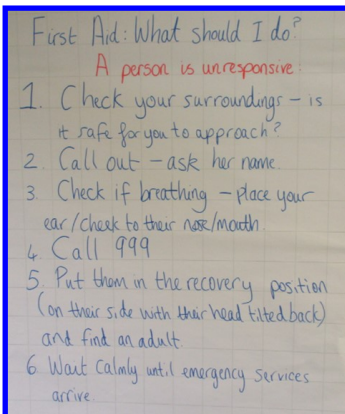 First Aid: What should I do?
A person is unresponsive:
1. Check your surroundings – is
it safe for you to approach?
2. Call out – ask her name.
3. Check if breathing – place your
ear/cheek to their nose/mouth.
4. Call 999
5. Put them in the recovery position
(on their side with their head tilted back)
and find an adult
6. Wait Calmly until emergency services
arrive.